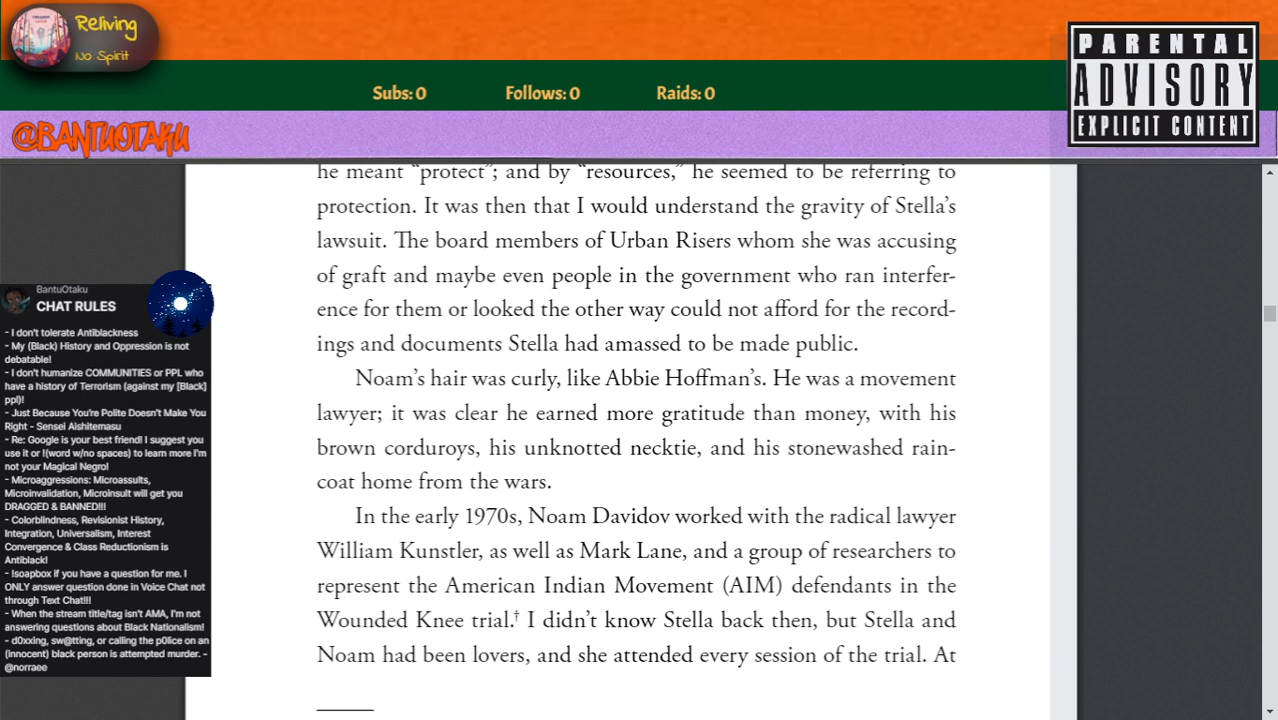 Reliving
No Spirit
PARENTAL
ADVISORY
EXPLICIT CONTENT
Subs: 0 Follows: 0 Raids: 0
@BANTUOTAKU
he meant “protect”; and by “resources,” he seemed to be referring to
protection. It was then that I would understand the gravity of Stella’s
lawsuit. The board members of Urban Risers whom she was accusing
of graft and maybe even people in the government who ran interfer-
ence for them or looked the other way could not afford for the record-
ings and documents Stella had amassed to be made public.
Noam’s hair was curly, like Abbie Hoffman’s. He was a movement
lawyer; it was clear he earned more gratitude than money, with his
brown corduroys, his unknotted necktie, and his stonewashed rain-
coat home from the wars.
In the early 1970s, Noam Davidov worked with the radical lawyer
William Kunstler, as well as Mark Lane, and a group of researchers to
represent the American Indian Movement (AIM) defendants in the
Wounded Knee trial.† I didn’t know Stella back then, but Stella and
Noam had been lovers, and she attended every session of the trial. At
BantuOtaku
CHAT RULES
- I don't tolerate Antiblackness
- My (Black) History and Oppression is not
debatable!
- I don't humanize COMMUNITIES or PPL who
have a history of Terrorism (against my [Black]
ppl)!
- Just Because You're Polite Doesn't Make You
Right - Sensei Aishitemasu
- Re: Google is your best friend! I suggest you
use it or !(word w/no spaces) to learn more I'm
not your Magical Negro!
- Microaggressions: Microassults,
Microinvalidation, Microinsult will get you
DRAGGED & BANNED!!!
- Colorblindness, Revisionist History,
Integration, Universalism, Interest
Convergence & Class Reductionism is
Antiblack!
- !soapbox if you have a question for me. I
ONLY answer question done in Voice Chat not
through Text Chat!!!
- When the stream title/tag isn't AMA, I'm not
answering questions about Black Nationalism!
- d0xxing, sw@tting, or calling the p0lice on an
(innocent) black person is attempted murder. -
@norraee